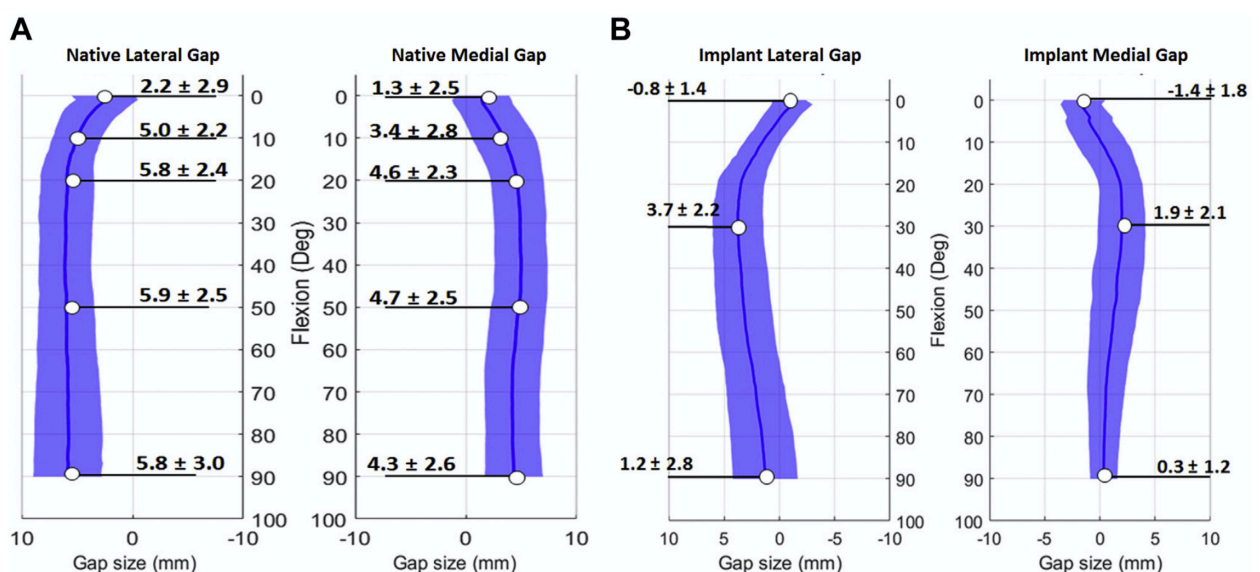 A
B
Native Lateral Gap
Native Medial Gap
Implant Lateral Gap
Implant Medial Gap
2.2 ± 2.9
5.0 ± 2.2
5.8 ± 2.4
5.9 ± 2.5
5.8 ± 3.0
0
10
20
30
40
50
60
70
80
90
100
10
0
-10
Gap size (mm)
Flexion (Deg)
1.3 ± 2.5
3.4 ± 2.8
4.6 ± 2.3
4.7 ± 2.5
4.3 ± 2.6
0
10
20
30
40
50
60
70
80
90
100
-10
0
10
Gap size (mm)
-0.8 ± 1.4
3.7 ± 2.2
1.2 ± 2.8
0
10
20
30
40
50
60
70
80
90
100
10
5
0
-5
-10
Gap size (mm)
Flexion (Deg)
-1.4 ± 1.8
1.9 ± 2.1
0.3 ± 1.2
0
10
20
30
40
50
60
70
80
90
100
-10
-5
0
5
10
Gap size (mm)